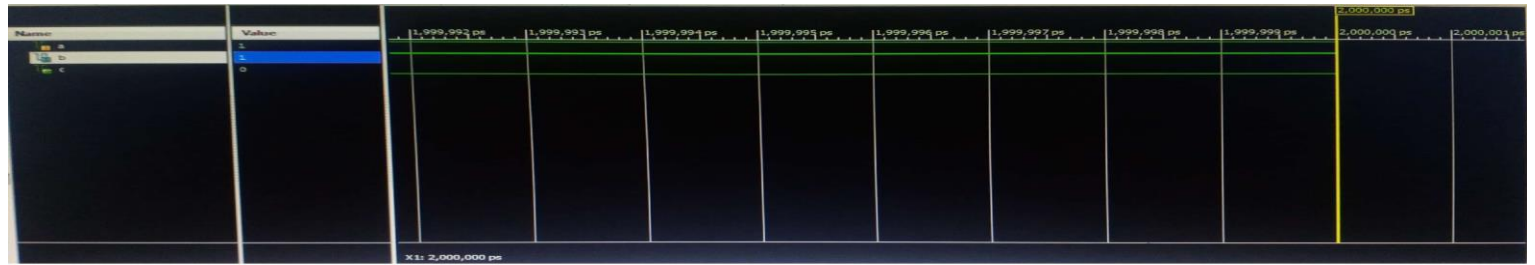 2,000,000 ps
Name Value 1,999,992 ps 1,999,993 ps 1,999,994 ps 1,999,995 ps 1,999,996 ps 1,999,997 ps 1,999,998 ps 1,999,999 ps 2,000,000 ps 2,000,001 ps
a 1
b 1
c 0
X1: 2,000,000 ps